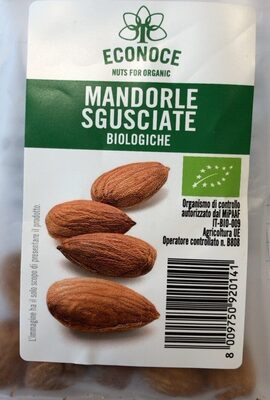 ECONOCE
NUTS FOR ORGANIC
MANDORLE
SGUSCIATE
BIOLOGICHE
Organismo di controllo
autorizzato dal MIPAAF
IT-BIO-009
Agricoltura UE
Operatore controllato n. B808
L'immagine ha il solo scopo di presentare il prodotto.
8 009750 920141